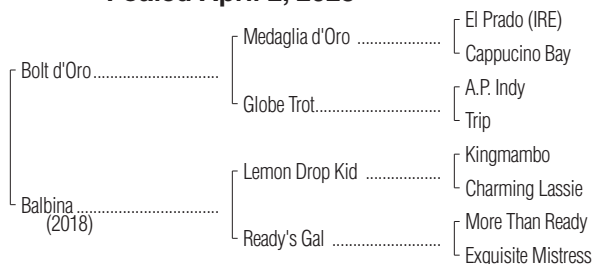 El Prado (IRE)
Medaglia d'Oro ....................
Cappucino Bay
Bolt d'Oro ..............................
A.P. Indy
Globe Trot ..........................
Trip
Kingmambo
Lemon Drop Kid ..................
Charming Lassie
Balbina ..................................
(2018)
More Than Ready
Ready's Gal ..........................
Exquisite Mistress